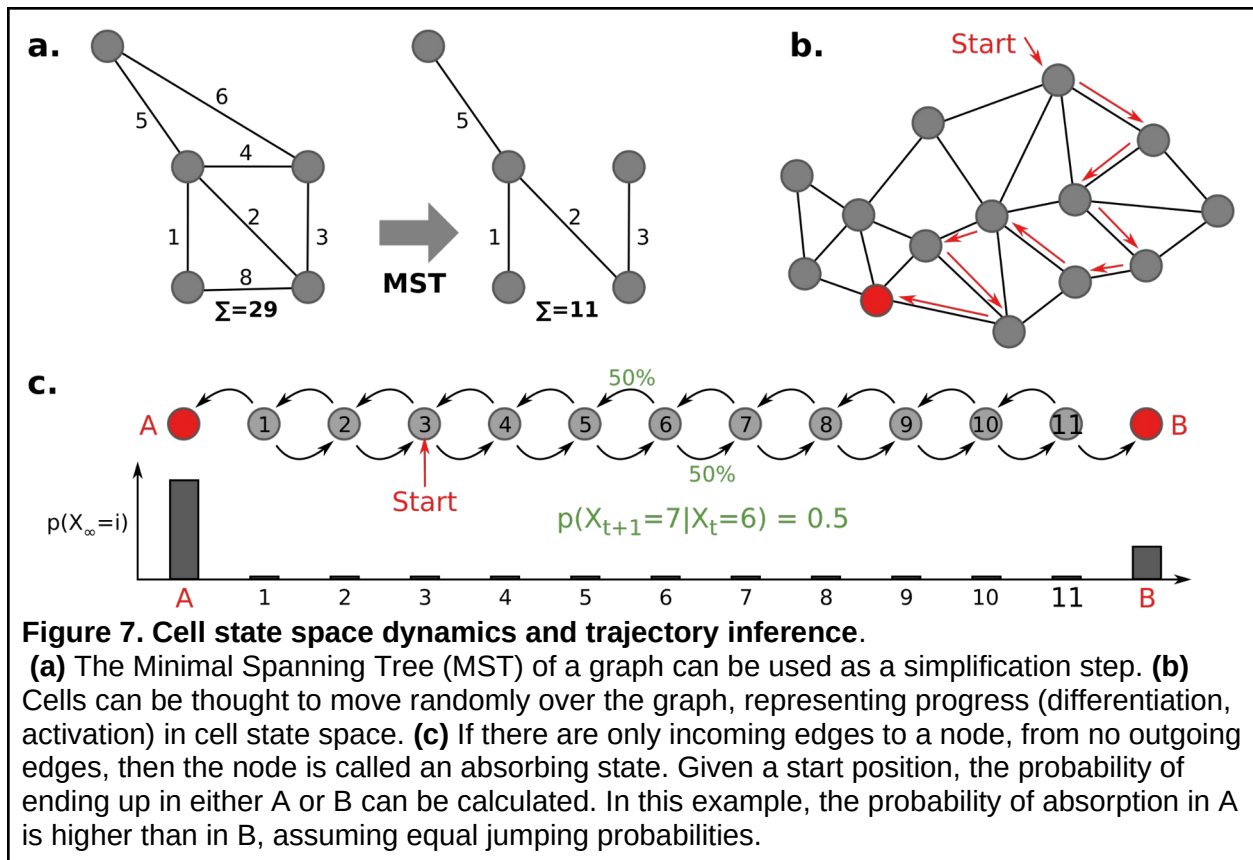 a.
6
5
4
2
1
3
8
∑=29
MST
5
2
1
3
∑=11
b.
Start
c.
50%
A
1 2 3 4 5 6 7 8 9 10 11
B
50%
Start
p(X∞=i)
p(Xt+1=7|Xt=6) = 0.5
A 1 2 3 4 5 6 7 8 9 10 11 B
Figure 7. Cell state space dynamics and trajectory inference.
(a) The Minimal Spanning Tree (MST) of a graph can be used as a simplification step. (b)
Cells can be thought to move randomly over the graph, representing progress (differentiation,
activation) in cell state space. (c) If there are only incoming edges to a node, from no outgoing
edges, then the node is called an absorbing state. Given a start position, the probability of
ending up in either A or B can be calculated. In this example, the probability of absorption in A
is higher than in B, assuming equal jumping probabilities.